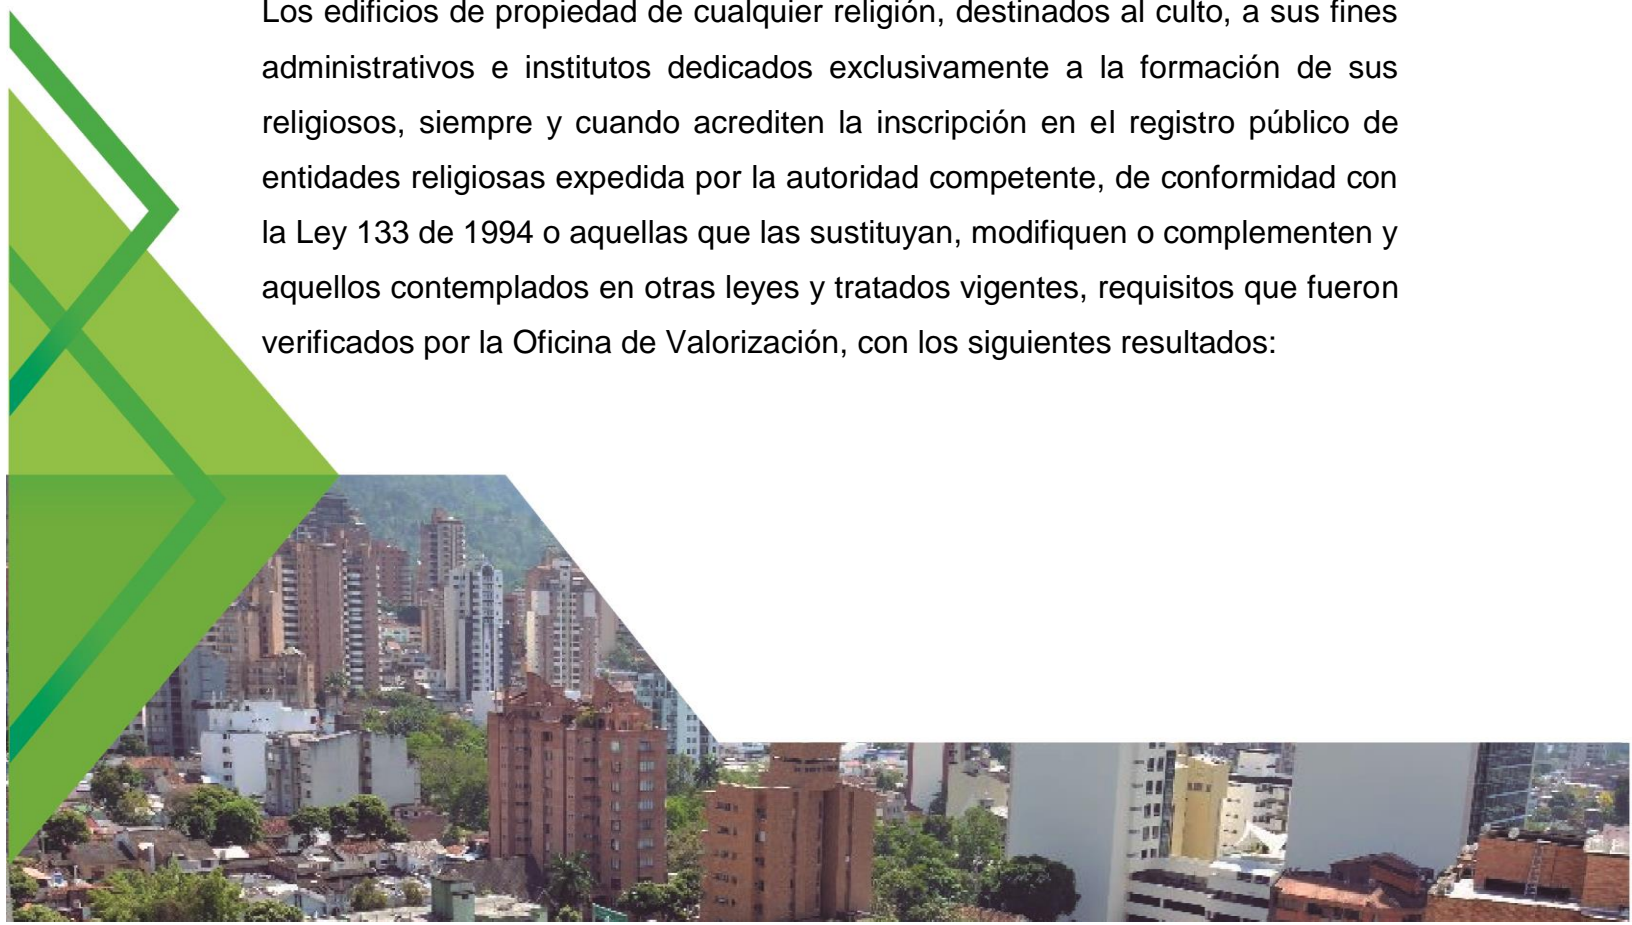 Los edificios de propiedad de cualquier religión, destinados al culto, a sus fines
administrativos e institutos dedicados exclusivamente a la formación de sus
religiosos, siempre y cuando acrediten la inscripción en el registro público de
entidades religiosas expedida por la autoridad competente, de conformidad con
la Ley 133 de 1994 o aquellas que las sustituyan, modifiquen o complementen y
aquellos contemplados en otras leyes y tratados vigentes, requisitos que fueron
verificados por la Oficina de Valorización, con los siguientes resultados: